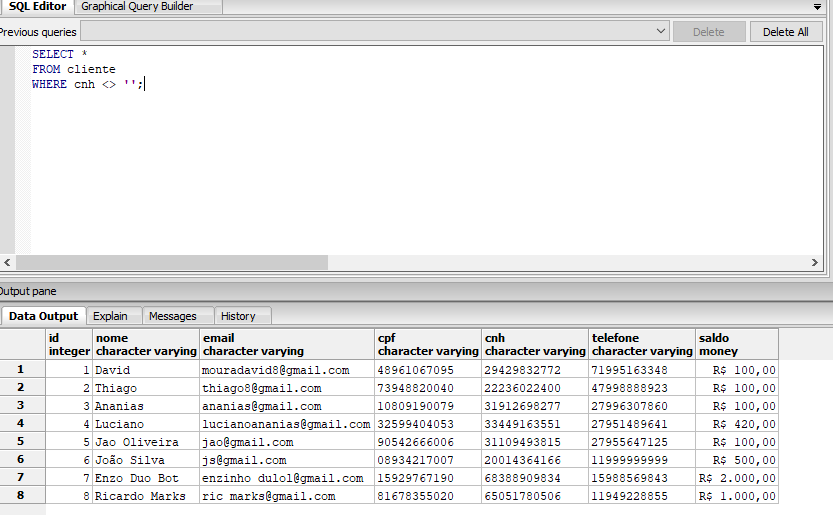 SQL Editor Graphical Query Builder
Previous queries Delete Delete All
SELECT *
FROM cliente
WHERE cnh <> '';
Output pane
Data Output Explain Messages History
id nome email cpf cnh telefone saldo
integer character varying character varying character varying character varying character varying money
1 1 David mouradavid8@gmail.com 48961067095 29429832772 71995163348 R$ 100,00
2 2 Thiago thiago8@gmail.com 73948820040 22236022400 47998888923 R$ 100,00
3 3 Ananias ananias@gmail.com 10809190079 31912698277 27996307860 R$ 100,00
4 4 Luciano lucianoananias@gmail.com 32599404053 33449163551 27951489641 R$ 420,00
5 5 Jao Oliveira jao@gmail.com 90542666006 31109493815 27955647125 R$ 100,00
6 6 João Silva js@gmail.com 08934217007 20014364166 11999999999 R$ 500,00
7 7 Enzo Duo Bot enzinho_dulol@gmail.com 15929767190 68388909834 15988569843 R$ 2.000,00
8 8 Ricardo Marks ric_marks@gmail.com 81678355020 65051780506 11949228855 R$ 1.000,00